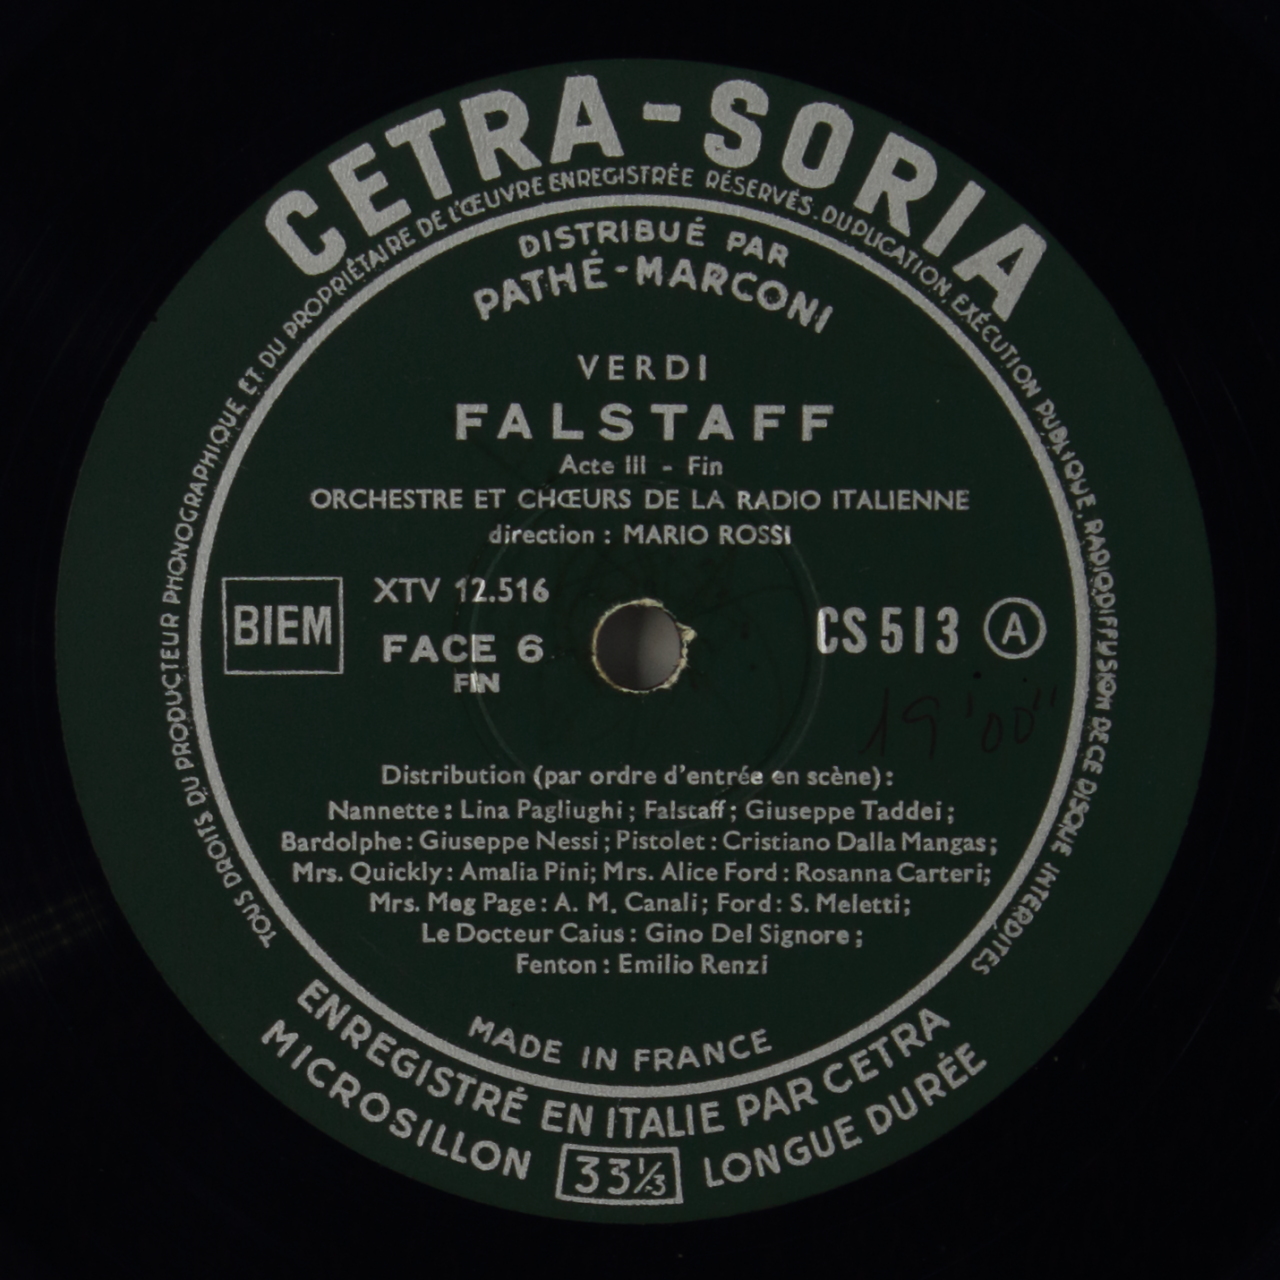 CETRA-SORIA
TOUS DROITS DU PRODUCTEUR PHONOGRAPHIQUE ET DU PROPRIÉTAIRE DE L'ŒUVRE ENREGISTRÉE RÉSERVÉS. DUPLICATION, EXÉCUTION PUBLIQUE, RADIODIFFUSION DE CE DISQUE INTERDITES
DISTRIBUÉ PAR
PATHÉ-MARCONI
VERDI
FALSTAFF
Acte III - Fin
ORCHESTRE ET CHŒURS DE LA RADIO ITALIENNE
direction : MARIO ROSSI
BIEM
XTV 12.516
FACE 6
FIN
CS 513 A
19'00"
Distribution (par ordre d'entrée en scène) :
Nannette : Lina Pagliughi ; Falstaff ; Giuseppe Taddei ;
Bardolphe : Giuseppe Nessi ; Pistolet : Cristiano Dalla Mangas ;
Mrs. Quickly : Amalia Pini; Mrs. Alice Ford : Rosanna Carteri;
Mrs. Meg Page : A. M. Canali ; Ford : S. Meletti ;
Le Docteur Caius : Gino Del Signore ;
Fenton : Emilio Renzi
MADE IN FRANCE
ENREGISTRÉ EN ITALIE PAR CETRA
MICROSILLON 33 1/3 LONGUE DURÉE